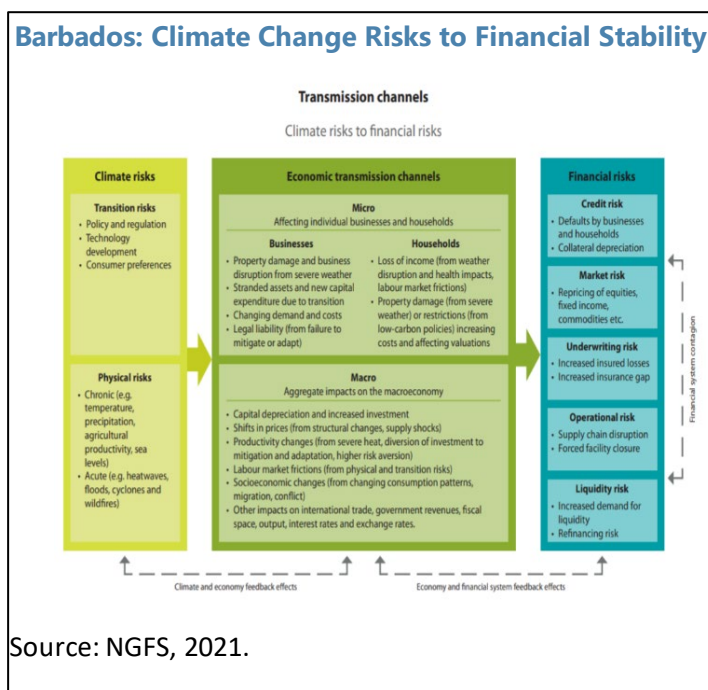 Barbados: Climate Change Risks to Financial Stability
Transmission channels
Climate risks to financial risks
Climate risks
Transition risks
• Policy and regulation
• Technology
development
• Consumer preferences
Physical risks
• Chronic (e.g.
temperature,
precipitation,
agricultural
productivity, sea
levels)
• Acute (e.g. heatwaves,
floods, cyclones and
wildfires)
Economic transmission channels
Micro
Affecting individual businesses and households
Businesses
• Property damage and business
disruption from severe weather
• Stranded assets and new capital
expenditure due to transition
• Changing demand and costs
• Legal liability (from failure to
mitigate or adapt)
Households
• Loss of income (from weather
disruption and health impacts,
labour market frictions)
• Property damage (from severe
weather) or restrictions (from
low-carbon policies) increasing
costs and affecting valuations
Macro
Aggregate impacts on the macroeconomy
• Capital depreciation and increased investment
• Shifts in prices (from structural changes, supply shocks)
• Productivity changes (from severe heat, diversion of investment to
mitigation and adaptation, higher risk aversion)
• Labour market frictions (from physical and transition risks)
• Socioeconomic changes (from changing consumption patterns,
migration, conflict)
• Other impacts on international trade, government revenues, fiscal
space, output, interest rates and exchange rates.
Financial risks
Credit risk
• Defaults by businesses
and households
• Collateral depreciation
Market risk
• Repricing of equities,
fixed income,
commodities etc.
Underwriting risk
• Increased insured losses
• Increased insurance gap
Operational risk
• Supply chain disruption
• Forced facility closure
Liquidity risk
• Increased demand for
liquidity
• Refinancing risk
Financial system contagion
Climate and economy feedback effects
Economy and financial system feedback effects
Source: NGFS, 2021.